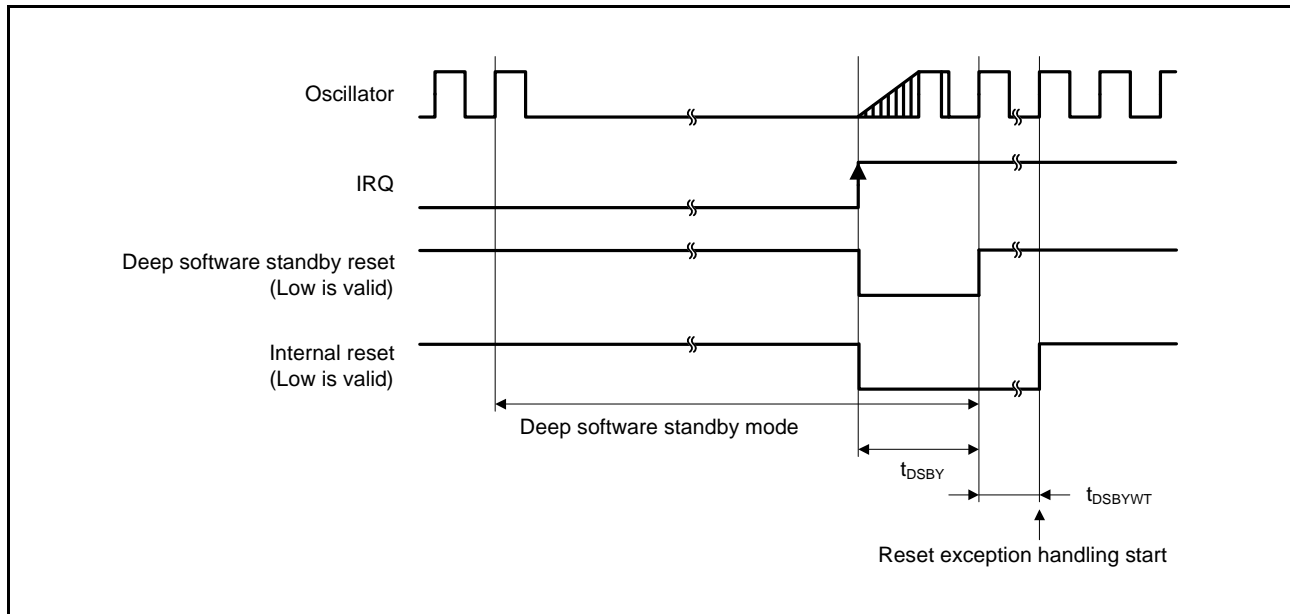 Oscillator
IRQ
Deep software standby reset
(Low is valid)
Internal reset
(Low is valid)
Deep software standby mode
tDSBY
tDSBYWT
Reset exception handling start